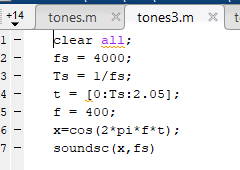 +14 tones.m × tones3.m ×
1 – clear all;
2 – fs = 4000;
3 – Ts = 1/fs;
4 – t = [0:Ts:2.05];
5 – f = 400;
6 – x=cos(2*pi*f*t);
7 – soundsc(x,fs)